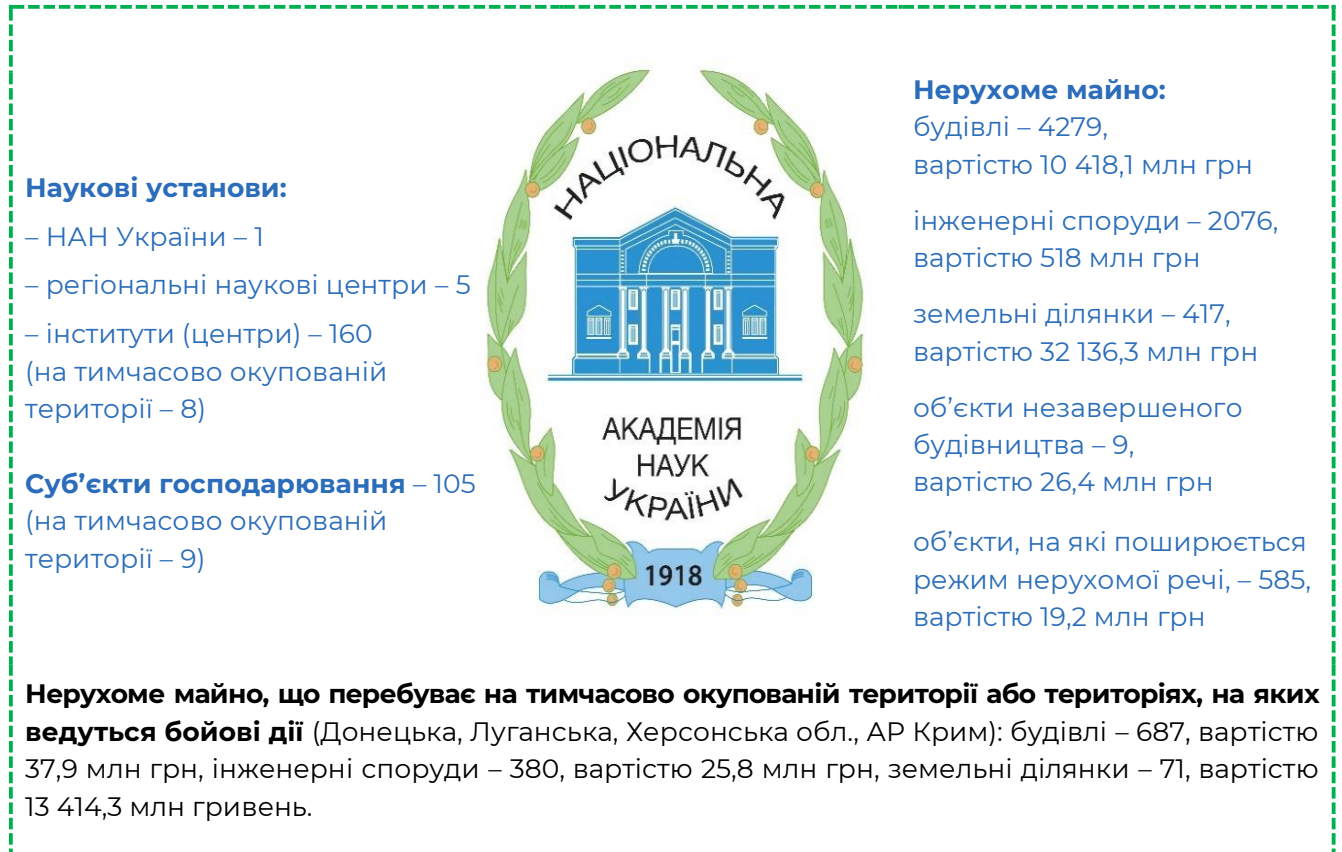 Наукові установи:
– НАН України – 1
– регіональні наукові центри – 5
– інститути (центри) – 160
(на тимчасово окупованій
території – 8)
Суб’єкти господарювання – 105
(на тимчасово окупованій
території – 9)
НАЦІОНАЛЬНА
АКАДЕМІЯ
НАУК
УКРАЇНИ
1918
Нерухоме майно:
будівлі – 4279,
вартістю 10 418,1 млн грн
інженерні споруди – 2076,
вартістю 518 млн грн
земельні ділянки – 417,
вартістю 32 136,3 млн грн
об’єкти незавершеного
будівництва – 9,
вартістю 26,4 млн грн
об’єкти, на які поширюється
режим нерухомої речі, – 585,
вартістю 19,2 млн грн
Нерухоме майно, що перебуває на тимчасово окупованій території або територіях, на яких
ведуться бойові дії (Донецька, Луганська, Херсонська обл., АР Крим): будівлі – 687, вартістю
37,9 млн грн, інженерні споруди – 380, вартістю 25,8 млн грн, земельні ділянки – 71, вартістю
13 414,3 млн гривень.